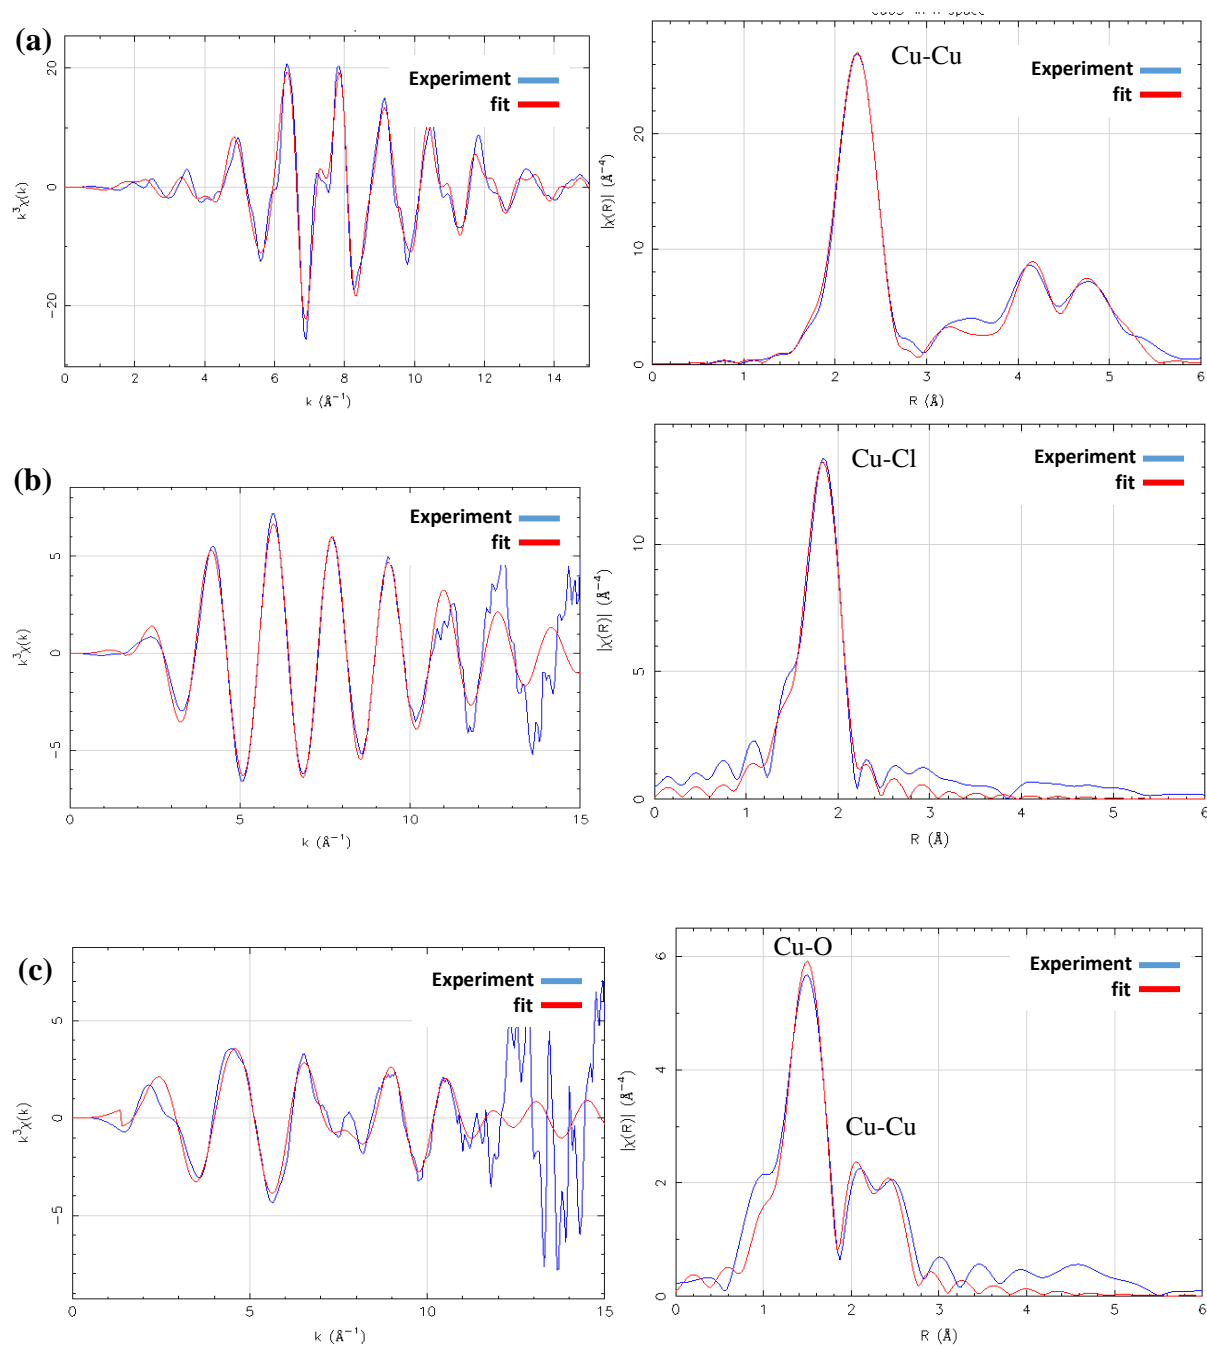 (a)
Experiment
fit
20
0
−20
k³χ(k)
0 2 4 6 8 10 12 14
k (Å⁻¹)
Cu-Cu
Experiment
fit
20
10
0
|χ(R)| (Å⁻⁴)
0 1 2 3 4 5 6
R (Å)
(b)
Experiment
fit
5
0
−5
k³χ(k)
0 5 10 15
k (Å⁻¹)
Cu-Cl
Experiment
fit
10
5
0
|χ(R)| (Å⁻⁴)
0 1 2 3 4 5 6
R (Å)
(c)
Experiment
fit
5
0
−5
k³χ(k)
0 5 10 15
k (Å⁻¹)
Cu-O
Cu-Cu
Experiment
fit
6
4
2
0
|χ(R)| (Å⁻⁴)
0 1 2 3 4 5 6
R (Å)